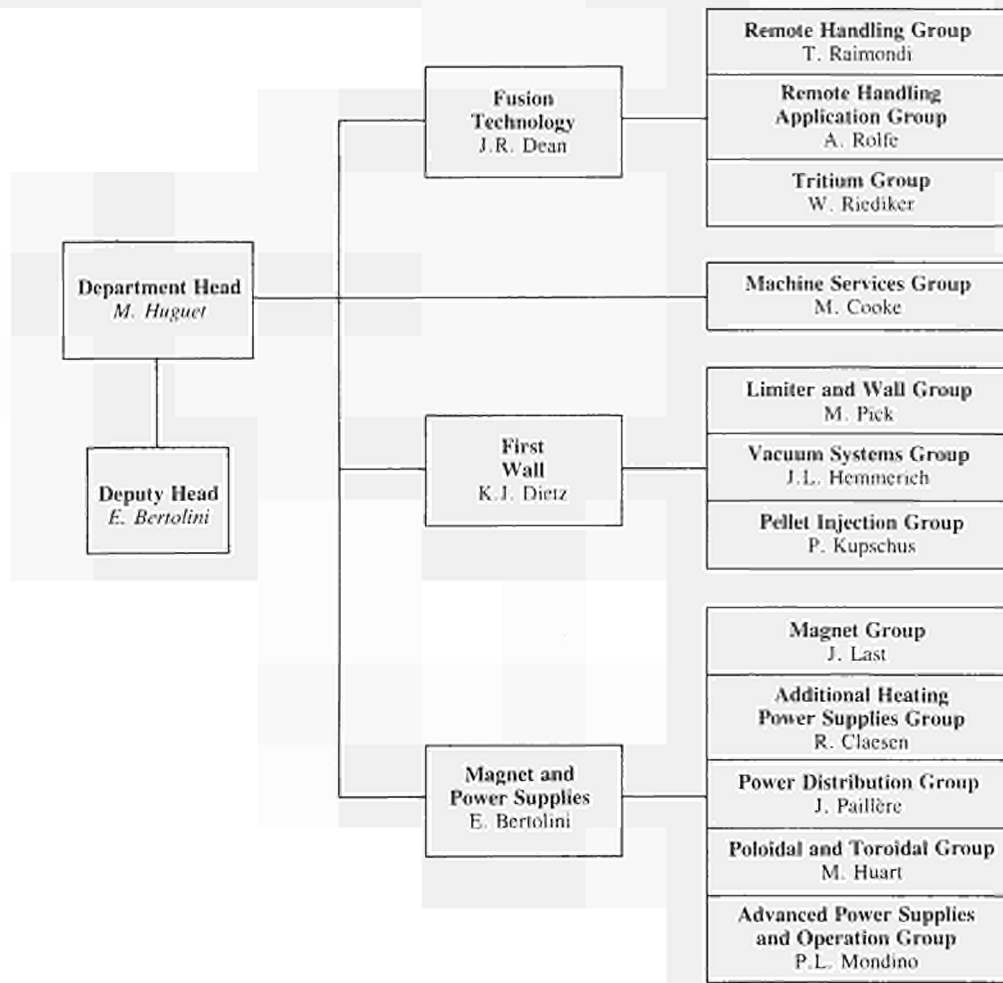 Department Head
M. Huguet
Deputy Head
E. Bertolini
Fusion
Technology
J.R. Dean
Remote Handling Group
T. Raimondi
Remote Handling
Application Group
A. Rolfe
Tritium Group
W. Riediker
Machine Services Group
M. Cooke
First
Wall
K.J. Dietz
Limiter and Wall Group
M. Pick
Vacuum Systems Group
J.L. Hemmerich
Pellet Injection Group
P. Kupschus
Magnet and
Power Supplies
E. Bertolini
Magnet Group
J. Last
Additional Heating
Power Supplies Group
R. Claesen
Power Distribution Group
J. Paillère
Poloidal and Toroidal Group
M. Huart
Advanced Power Supplies
and Operation Group
P.L. Mondino